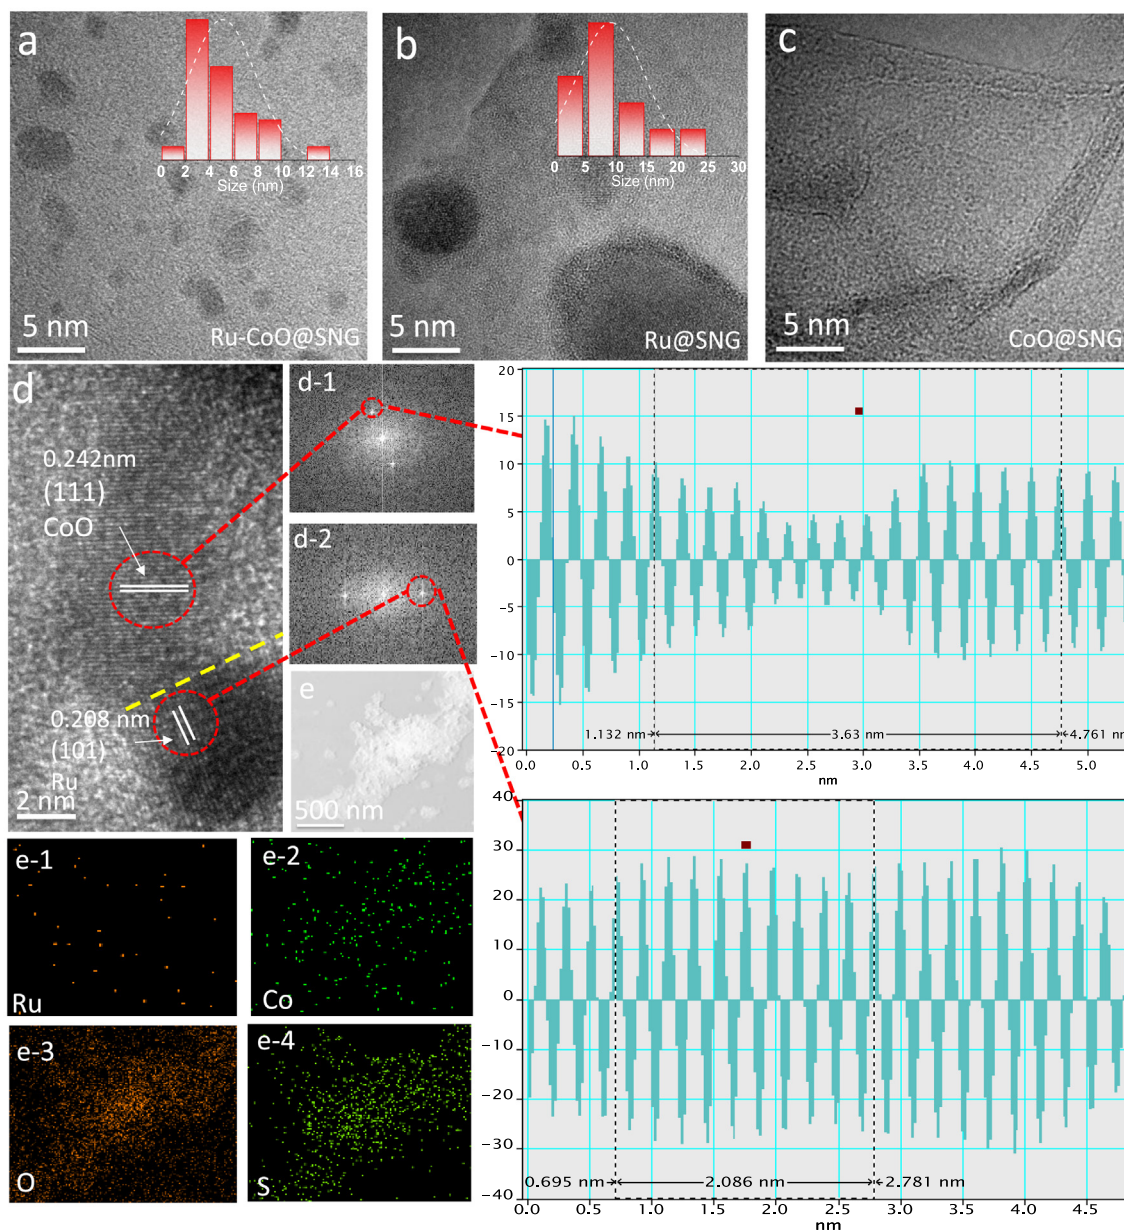 a
0 2 4 6 8 10 12 14 16
Size (nm)
5 nm
Ru-CoO@SNG
b
0 5 10 15 20 25 30
Size (nm)
5 nm
Ru@SNG
c
5 nm
CoO@SNG
d
0.242nm
(111)
CoO
0.208 nm
(101)
Ru
2 nm
d-1
d-2
e
500 nm
20
15
10
5
0
-5
-10
-15
-20
1.132 nm
3.63 nm
4.761 nm
0.0 0.5 1.0 1.5 2.0 2.5 3.0 3.5 4.0 4.5 5.0
nm
e-1
Ru
e-2
Co
e-3
O
e-4
S
40
30
20
10
0
-10
-20
-30
-40
0.695 nm
2.086 nm
2.781 nm
0.0 0.5 1.0 1.5 2.0 2.5 3.0 3.5 4.0 4.5
nm